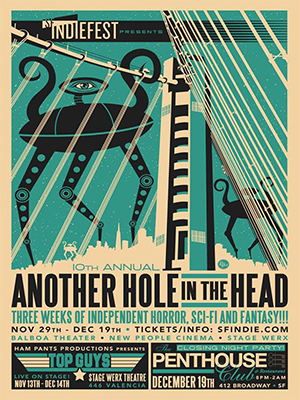 INDIEFEST
PRESENTS
10TH ANNUAL
ANOTHER HOLE IN THE HEAD
THREE WEEKS OF INDEPENDENT HORROR, SCI-FI AND FANTASY!!!
NOV 29TH - DEC 19TH • TICKETS/INFO: SFINDIE.COM
BALBOA THEATER • NEW PEOPLE CINEMA • STAGE WERX
HAM PANTS PRODUCTIONS PRESENTS
TOP GUYS
LIVE ON STAGE!
NOV 13TH - DEC 14TH
STAGE WERX THEATRE
446 VALENCIA
The CLOSING NIGHT PARTY
PENTHOUSE
Club
& Restaurant
DECEMBER 19TH
8PM-2AM
412 BROADWAY • SF